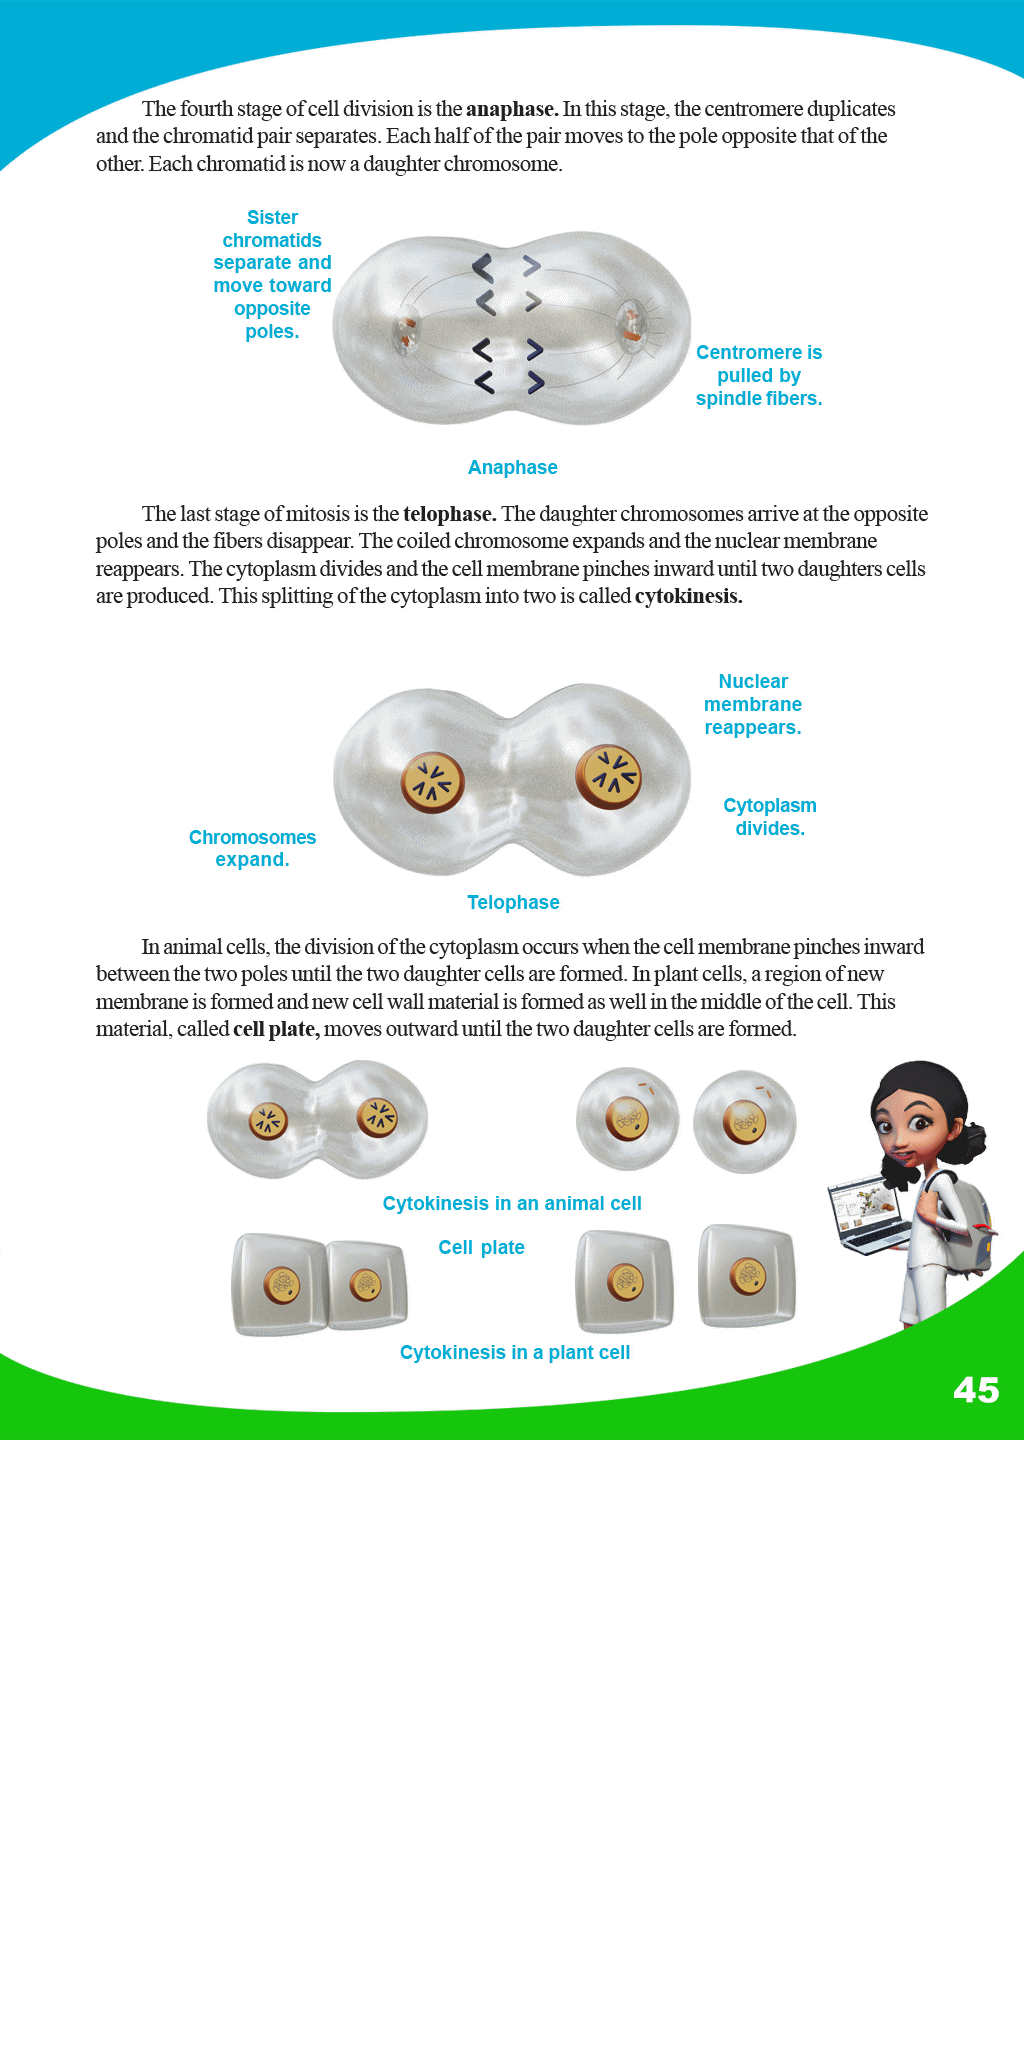 The fourth stage of cell division is the anaphase. In this stage, the centromere duplicates
and the chromatid pair separates. Each half of the pair moves to the pole opposite that of the
other. Each chromatid is now a daughter chromosome.
Sister
chromatids
separate and
move toward
opposite
poles.
Centromere is
pulled by
spindle fibers.
Anaphase
The last stage of mitosis is the telophase. The daughter chromosomes arrive at the opposite
poles and the fibers disappear. The coiled chromosome expands and the nuclear membrane
reappears. The cytoplasm divides and the cell membrane pinches inward until two daughters cells
are produced. This splitting of the cytoplasm into two is called cytokinesis.
Nuclear
membrane
reappears.
Cytoplasm
divides.
Chromosomes
expand.
Telophase
In animal cells, the division of the cytoplasm occurs when the cell membrane pinches inward
between the two poles until the two daughter cells are formed. In plant cells, a region of new
membrane is formed and new cell wall material is formed as well in the middle of the cell. This
material, called cell plate, moves outward until the two daughter cells are formed.
Cytokinesis in an animal cell
Cell plate
Cytokinesis in a plant cell
45